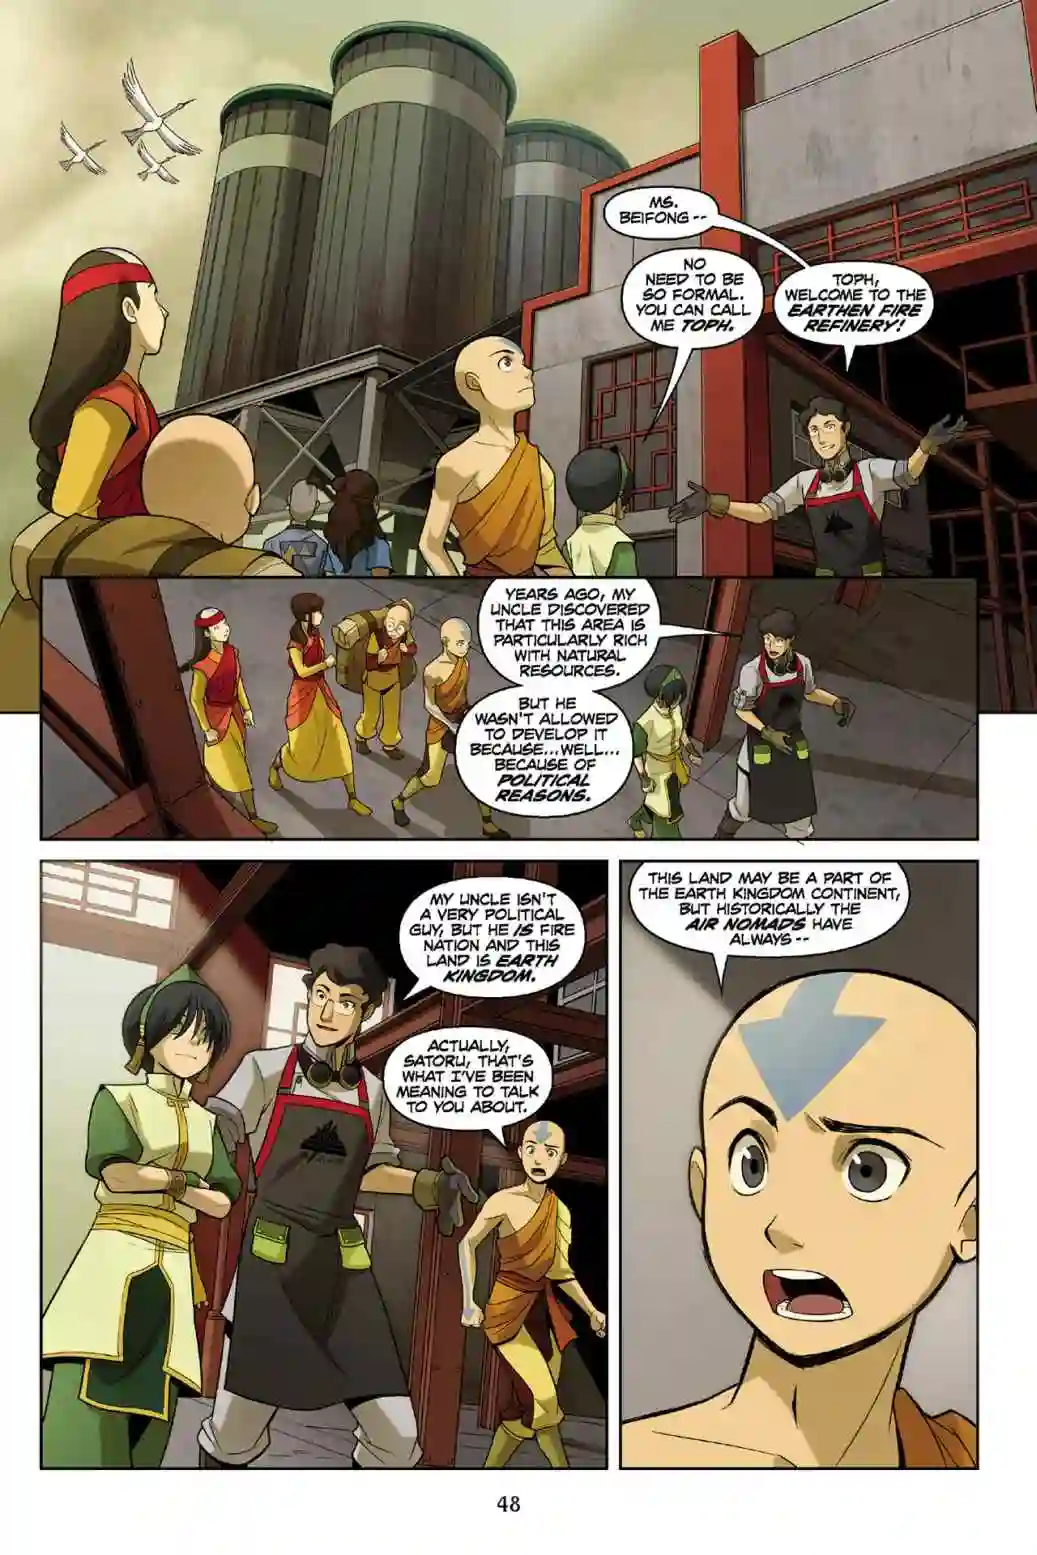 MS.
BEIFONG --
NO
NEED TO BE
SO FORMAL.
YOU CAN CALL
ME TOPH.
TOPH,
WELCOME TO THE
EARTHEN FIRE
REFINERY!
YEARS AGO, MY
UNCLE DISCOVERED
THAT THIS AREA IS
PARTICULARLY RICH
WITH NATURAL
RESOURCES.
BUT HE
WASN'T ALLOWED
TO DEVELOP IT
BECAUSE...WELL...
BECAUSE OF
POLITICAL
REASONS.
MY UNCLE ISN'T
A VERY POLITICAL
GUY, BUT HE IS FIRE
NATION AND THIS
LAND IS EARTH
KINGDOM.
ACTUALLY,
SATORU, THAT'S
WHAT I'VE BEEN
MEANING TO TALK
TO YOU ABOUT.
THIS LAND MAY BE A PART OF
THE EARTH KINGDOM CONTINENT,
BUT HISTORICALLY THE
AIR NOMADS HAVE
ALWAYS --
48